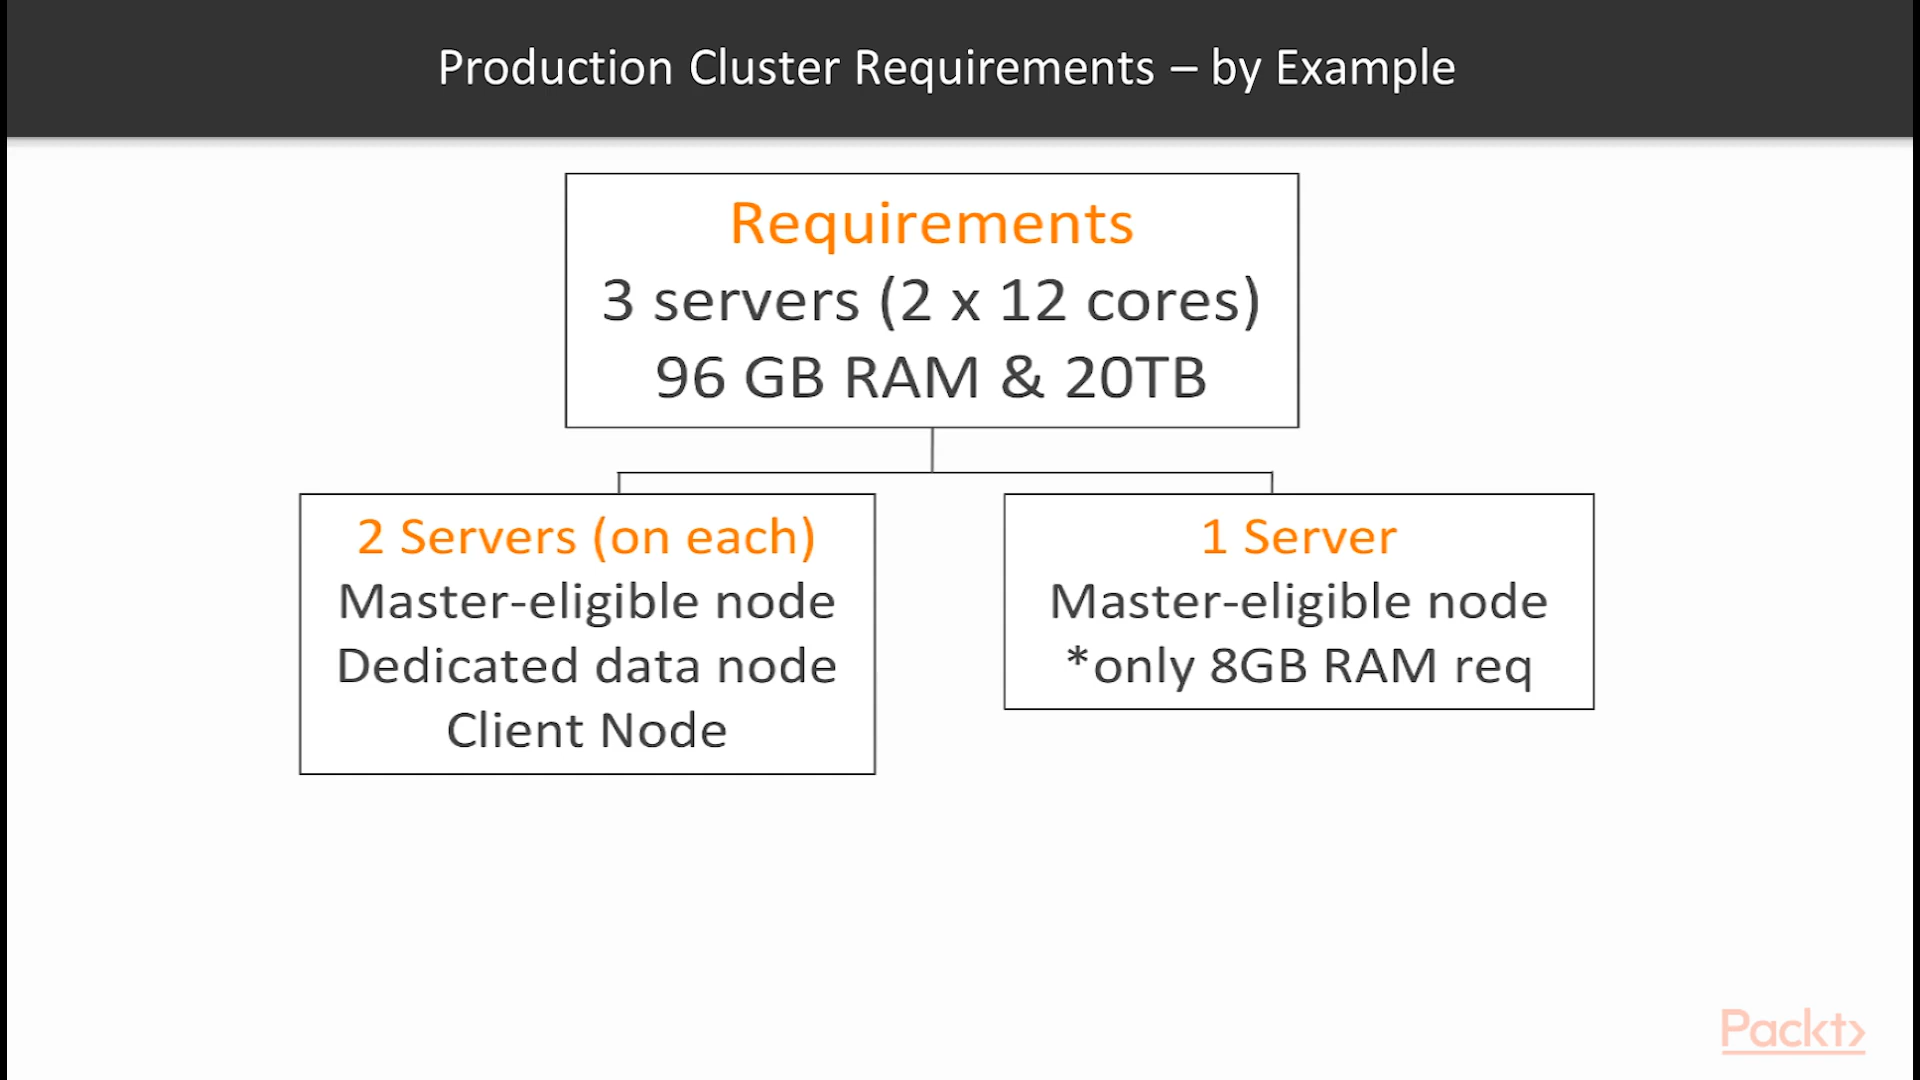 Production Cluster Requirements – by Example
Requirements
3 servers (2 x 12 cores)
96 GB RAM & 20TB
2 Servers (on each)
Master-eligible node
Dedicated data node
Client Node
1 Server
Master-eligible node
*only 8GB RAM req
Packt>